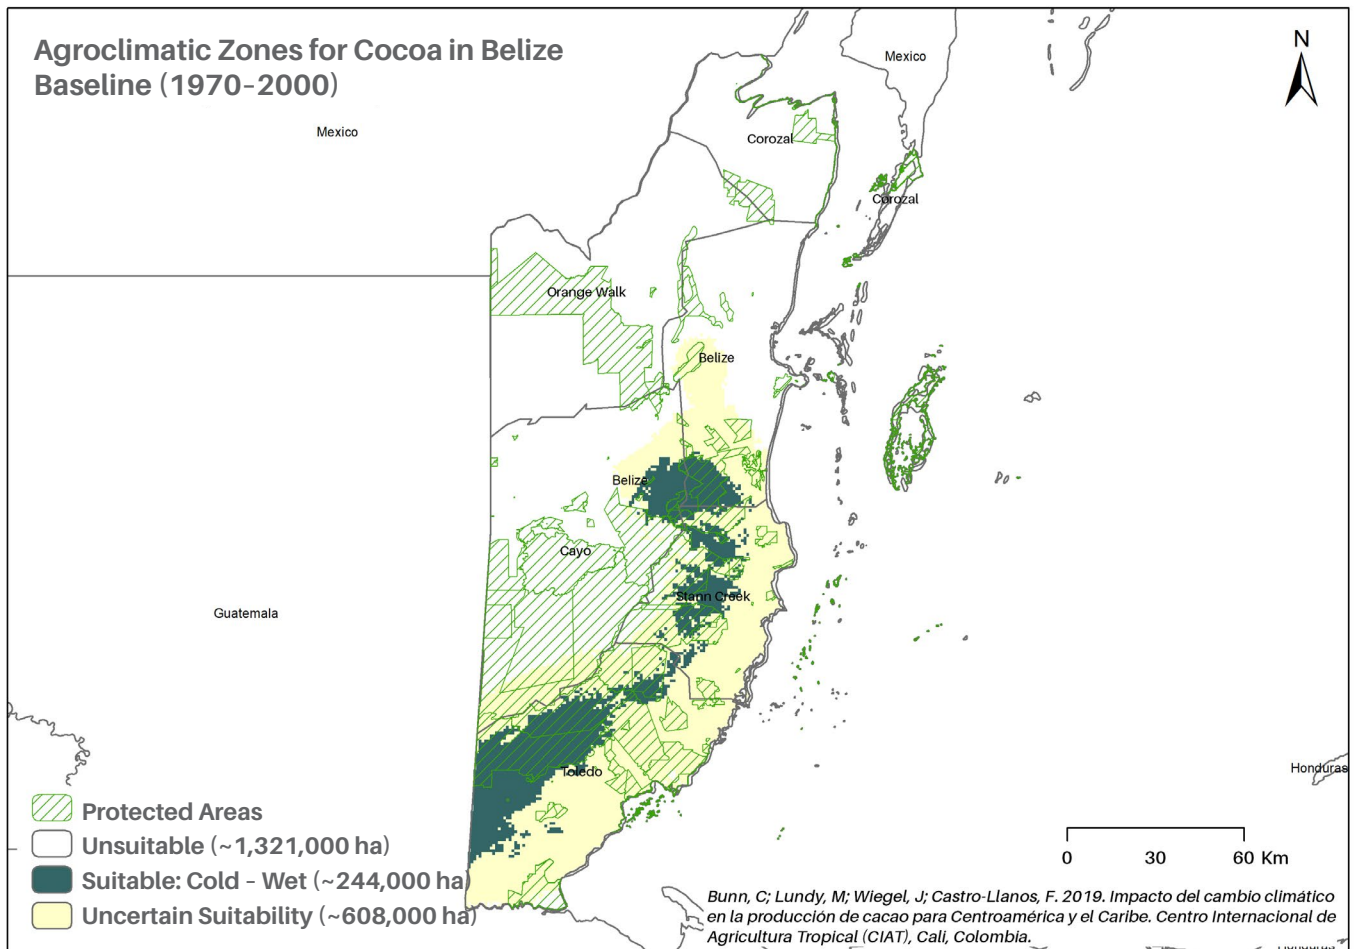 Agroclimatic Zones for Cocoa in Belize
Baseline (1970–2000)
N
Mexico
Mexico
Corozal
Corozal
Orange Walk
Belize
Belize
Cayo
Stann Creek
Guatemala
Toledo
Honduras
Protected Areas
Unsuitable (~1,321,000 ha)
Suitable: Cold – Wet (~244,000 ha)
Uncertain Suitability (~608,000 ha)
0 30 60 Km
Bunn, C; Lundy, M; Wiegel, J; Castro-Llanos, F. 2019. Impacto del cambio climático
en la producción de cacao para Centroamérica y el Caribe. Centro Internacional de
Agricultura Tropical (CIAT), Cali, Colombia.